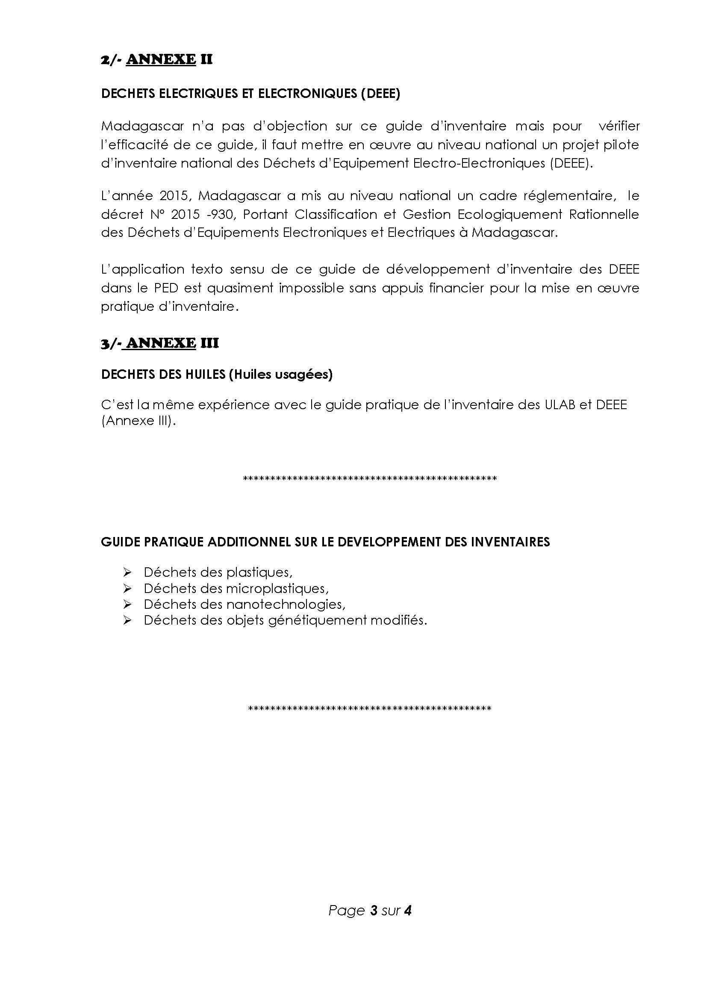 2/- ANNEXE II
DECHETS ELECTRIQUES ET ELECTRONIQUES (DEEE)
Madagascar n'a pas d'objection sur ce guide d'inventaire mais pour vérifier
l'efficacité de ce guide, il faut mettre en œuvre au niveau national un projet pilote
d'inventaire national des Déchets d'Equipement Electro-Electroniques (DEEE).
L'année 2015, Madagascar a mis au niveau national un cadre réglementaire, le
décret N° 2015 -930, Portant Classification et Gestion Ecologiquement Rationnelle
des Déchets d'Equipements Electroniques et Electriques à Madagascar.
L'application texto sensu de ce guide de développement d'inventaire des DEEE
dans le PED est quasiment impossible sans appuis financier pour la mise en œuvre
pratique d'inventaire.
3/- ANNEXE III
DECHETS DES HUILES (Huiles usagées)
C'est la même expérience avec le guide pratique de l'inventaire des ULAB et DEEE
(Annexe III).
**********************************************
GUIDE PRATIQUE ADDITIONNEL SUR LE DEVELOPPEMENT DES INVENTAIRES
➢ Déchets des plastiques,
➢ Déchets des microplastiques,
➢ Déchets des nanotechnologies,
➢ Déchets des objets génétiquement modifiés.
********************************************
Page 3 sur 4